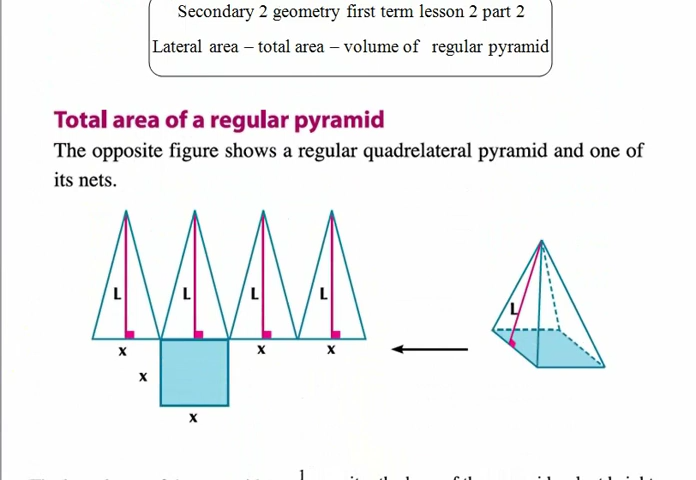 Secondary 2 geometry first term lesson 2 part 2
Lateral area – total area – volume of regular pyramid
Total area of a regular pyramid
The opposite figure shows a regular quadrelateral pyramid and one of
its nets.
L L L L L
x x x
x
x